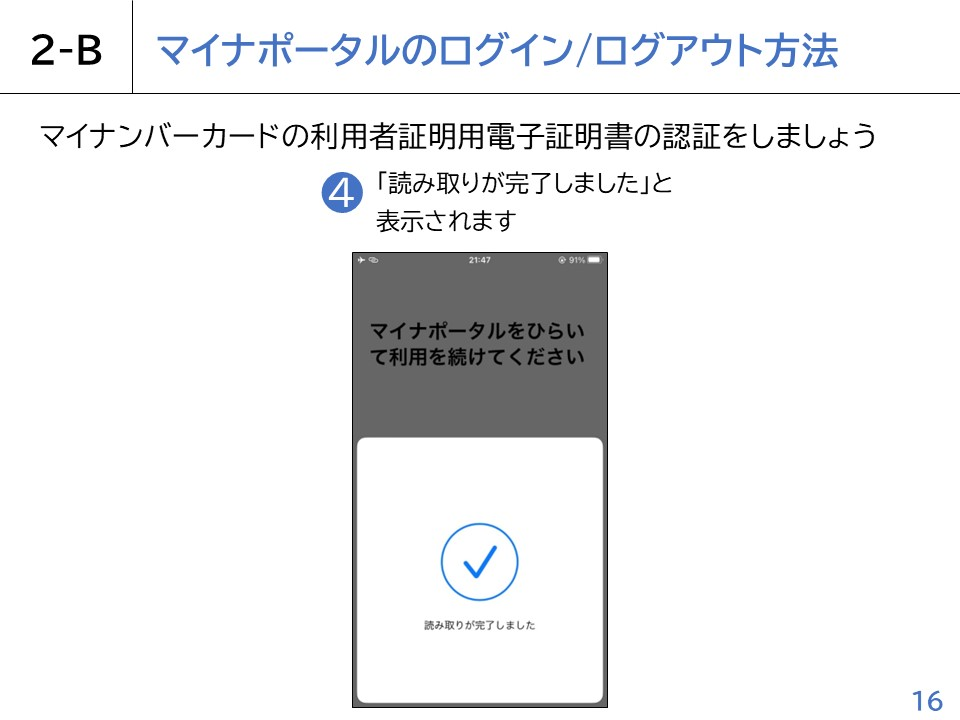 2-B
マイナポータルのログイン/ログアウト方法
マイナンバーカードの利用者証明用電子証明書の認証をしましょう
4
「読み取りが完了しました」と
表示されます
21:47
91%
マイナポータルをひらい
て利用を続けてください
読み取りが完了しました
16